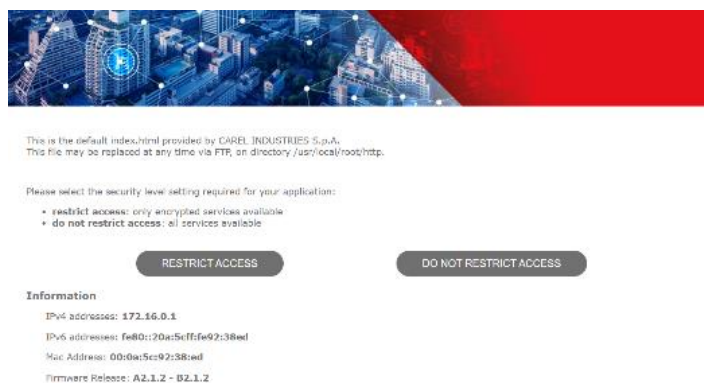 This is the default index.html provided by CAREL INDUSTRIES S.p.A.
This file may be replaced at any time via FTP, on directory /usr/local/root/http.
Please select the security level setting required for your application:
• restrict access: only encrypted services available
• do not restrict access: all services available
RESTRICT ACCESS
DO NOT RESTRICT ACCESS
Information
IPv4 addresses: 172.16.0.1
IPv6 addresses: fe80::20a:5cff:fe92:38ed
Mac Address: 00:0a:5c:92:38:ed
Firmware Release: A2.1.2 - B2.1.2